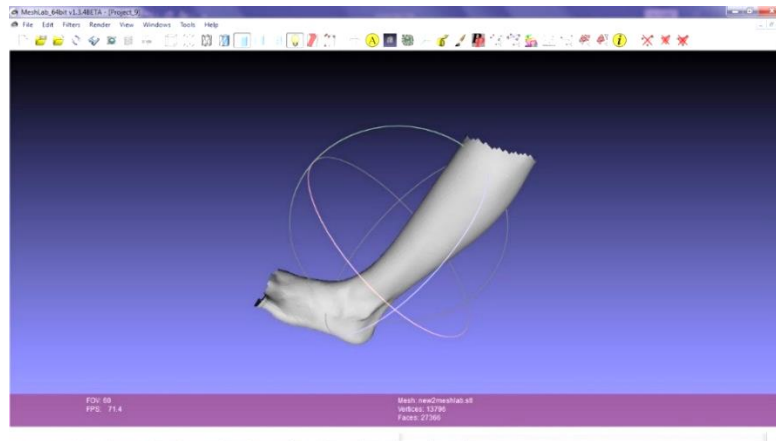 MeshLab_64bit v1.3.4BETA - [Project_9]
File Edit Filters Render View Windows Tools Help
FOV: 69
FPS: 71.4
Mesh: new2meshlab.stl
Vertices: 13796
Faces: 27366